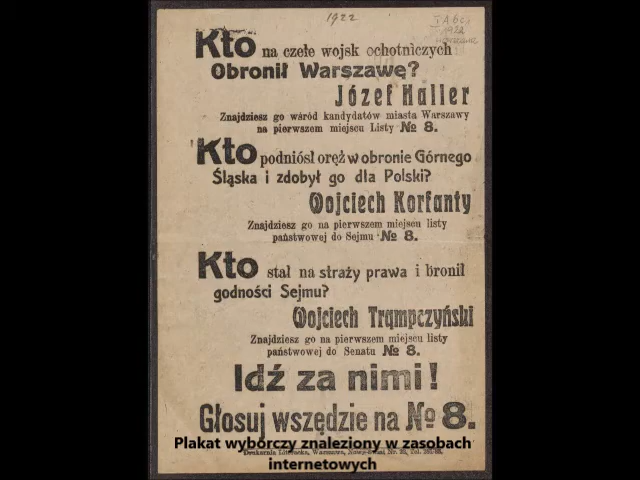 1922
1922
Kto na czele wojsk ochotniczych
Obronił Warszawę?
Józef Haller
Znajdziesz go wśród kandydatów miasta Warszawy
na pierwszem miejscu Listy № 8.
Kto podniósł oręż w obronie Górnego
Śląska i zdobył go dla Polski?
Wojciech Korfanty
Znajdziesz go na pierwszem miejscu listy
państwowej do Sejmu № 8.
Kto stał na straży prawa i bronił
godności Sejmu?
Wojciech Trąmpczyński
Znajdziesz go na pierwszem miejscu listy
państwowej do Senatu № 8.
Idź za nimi!
Głosuj wszędzie na № 8.
Plakat wyborczy znaleziony w zasobach
internetowych
Warszawa,